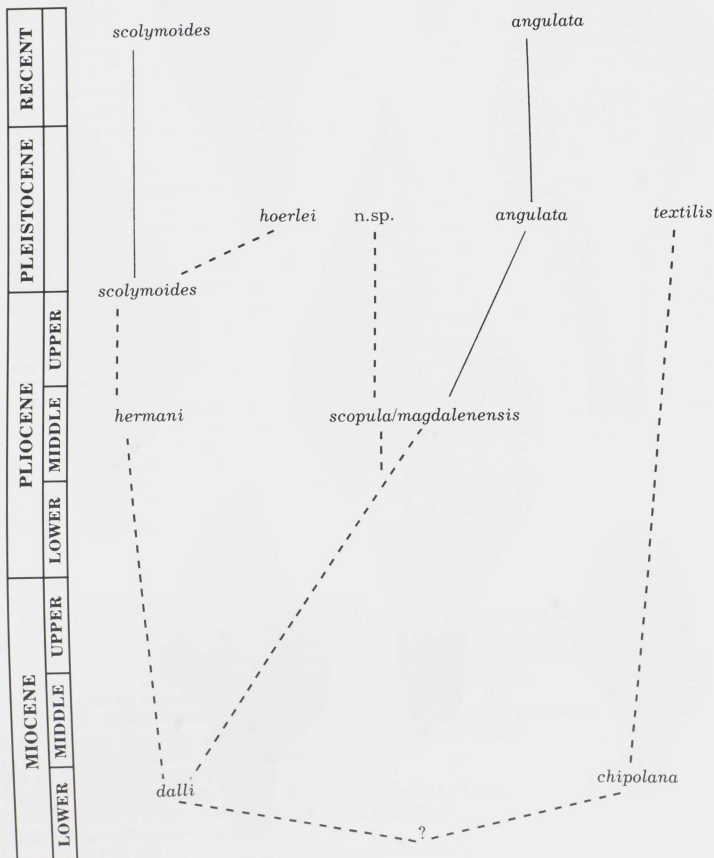 scolymoides
angulata
RECENT
PLEISTOCENE
hoerlei
n.sp.
angulata
textilis
scolymoides
PLIOCENE
UPPER
MIDDLE
LOWER
hermani
scopula/magdalenensis
MIOCENE
UPPER
MIDDLE
LOWER
dalli
chipolana
?